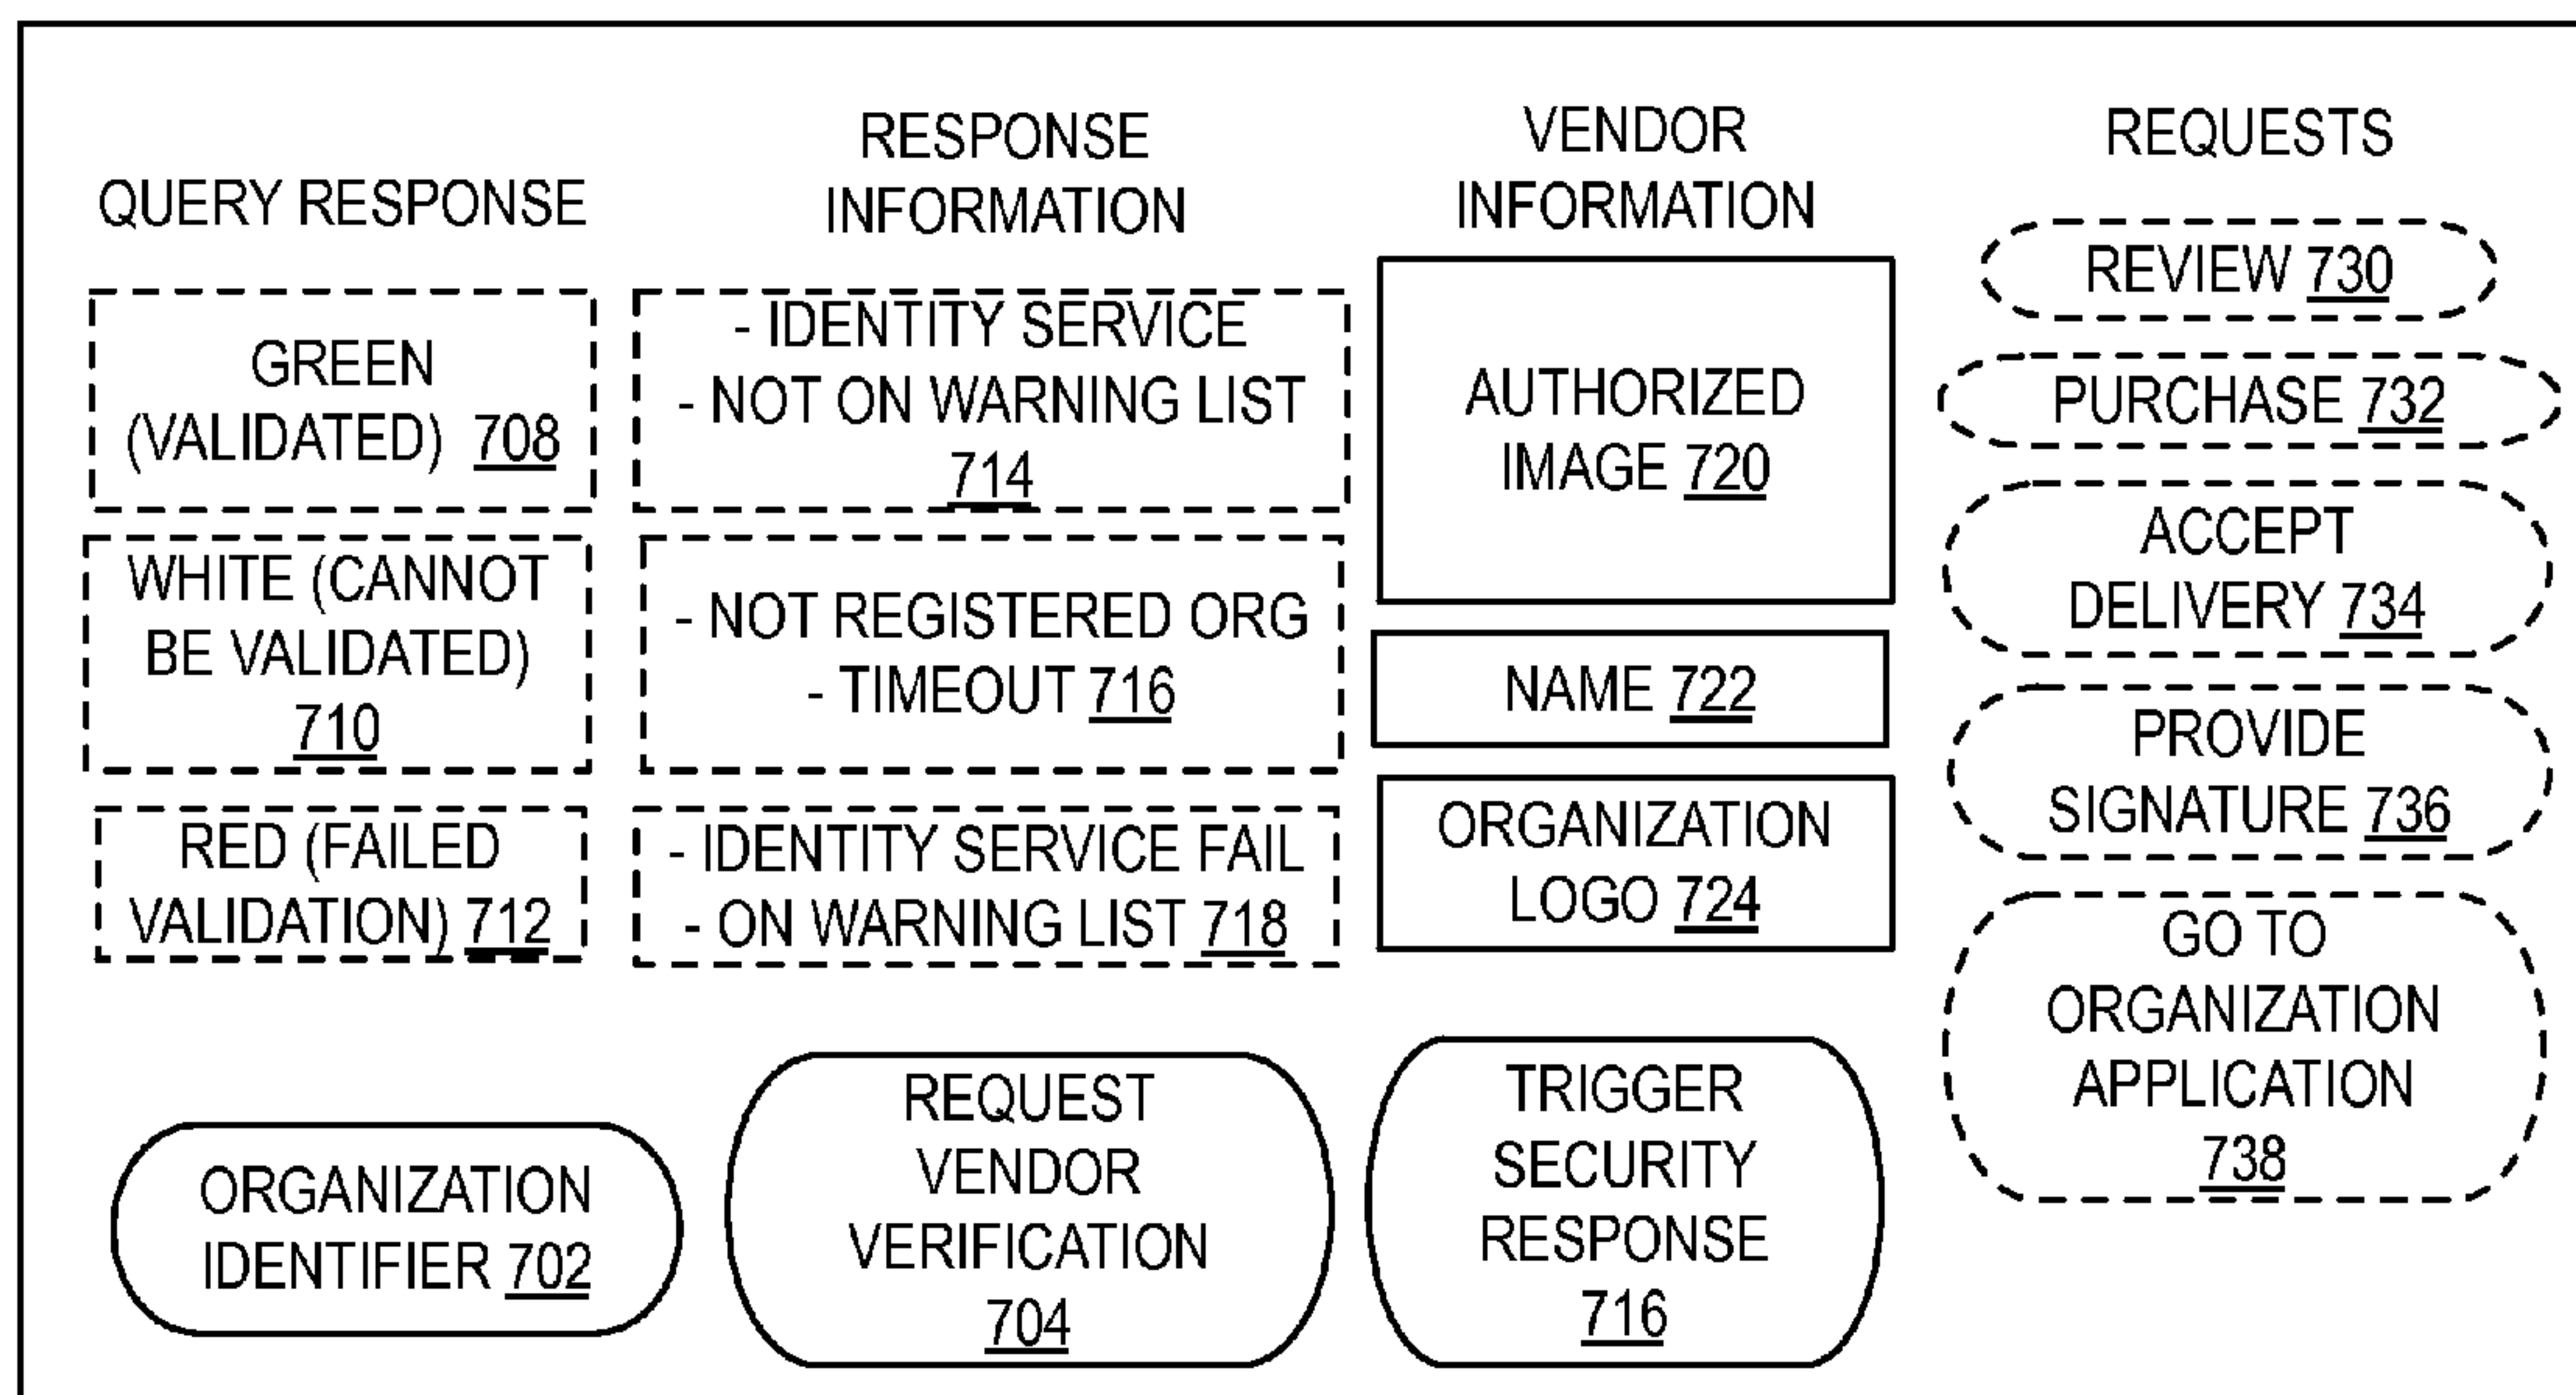 QUERY RESPONSE
GREEN
(VALIDATED) 708
WHITE (CANNOT
BE VALIDATED)
710
RED (FAILED
VALIDATION) 712
RESPONSE
INFORMATION
- IDENTITY SERVICE
- NOT ON WARNING LIST
714
- NOT REGISTERED ORG
- TIMEOUT 716
- IDENTITY SERVICE FAIL
- ON WARNING LIST 718
VENDOR
INFORMATION
AUTHORIZED
IMAGE 720
NAME 722
ORGANIZATION
LOGO 724
REQUESTS
REVIEW 730
PURCHASE 732
ACCEPT
DELIVERY 734
PROVIDE
SIGNATURE 736
GO TO
ORGANIZATION
APPLICATION
738
ORGANIZATION
IDENTIFIER 702
REQUEST
VENDOR
VERIFICATION
704
TRIGGER
SECURITY
RESPONSE
716